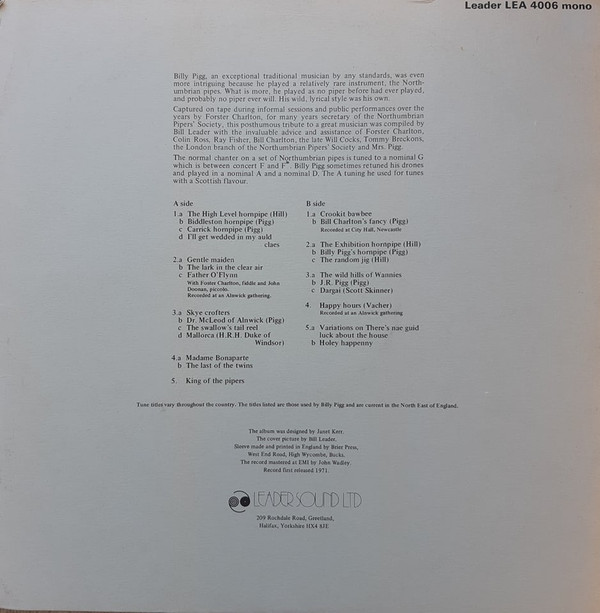 Leader LEA 4006 mono
Billy Pigg, an exceptional traditional musician by any standards, was even
more intriguing because he played a relatively rare instrument, the North-
umbrian pipes. What is more, he played as no piper before had ever played,
and probably no piper ever will. His wild, lyrical style was his own.
Captured on tape during informal sessions and public performances over the
years by Forster Charlton, for many years secretary of the Northumbrian
Pipers' Society, this posthumous tribute to a great musician was compiled by
Bill Leader with the invaluable advice and assistance of Forster Charlton,
Colin Ross, Ray Fisher, Bill Charlton, the late Will Cocks, Tommy Breckons,
the London branch of the Northumbrian Pipers' Society and Mrs. Pigg.
The normal chanter on a set of Northumbrian pipes is tuned to a nominal G
which is between concert F and F#. Billy Pigg sometimes retuned his drones
and played in a nominal A and a nominal D. The A tuning he used for tunes
with a Scottish flavour.
A side
1.a The High Level hornpipe (Hill)
b Biddleston hornpipe (Pigg)
c Carrick hornpipe (Pigg)
d I'll get wedded in my auld
claes
2.a Gentle maiden
b The lark in the clear air
c Father O'Flynn
With Forster Charlton, fiddle and John
Doonan, piccolo.
Recorded at an Alnwick gathering.
3.a Skye crofters
b Dr. McLeod of Alnwick (Pigg)
c The swallow's tail reel
d Mallorca (H.R.H. Duke of
Windsor)
4.a Madame Bonaparte
b The last of the twins
5. King of the pipers
B side
1.a Crookit bawbee
b Bill Charlton's fancy (Pigg)
Recorded at City Hall, Newcastle
2.a The Exhibition hornpipe (Hill)
b Billy Pigg's hornpipe (Pigg)
c The random jig (Hill)
3.a The wild hills of Wannies
b J.R. Pigg (Pigg)
c Dargai (Scott Skinner)
4. Happy hours (Vacher)
Recorded at an Alnwick gathering
5.a Variations on There's nae guid
luck about the house
b Holey happenny
Tune titles vary throughout the country. The titles listed are those used by Billy Pigg and are current in the North East of England.
The album was designed by Janet Kerr.
The cover picture by Bill Leader.
Sleeve made and printed in England by Brier Press,
West End Road, High Wycombe, Bucks.
The record mastered at EMI by John Wadley.
Record first released 1971.
LEADER SOUND LTD
209 Rochdale Road, Greetland,
Halifax, Yorkshire HX4 8JE